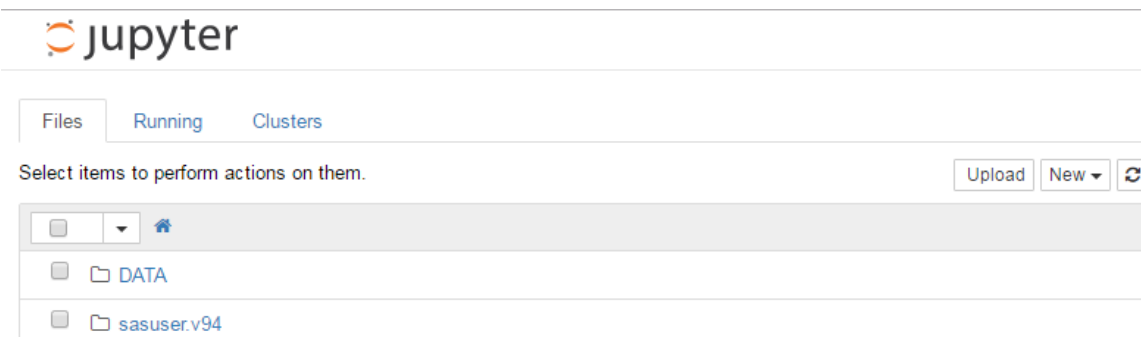 jupyter
Files Running Clusters
Select items to perform actions on them.
Upload New
DATA
sasuser.v94